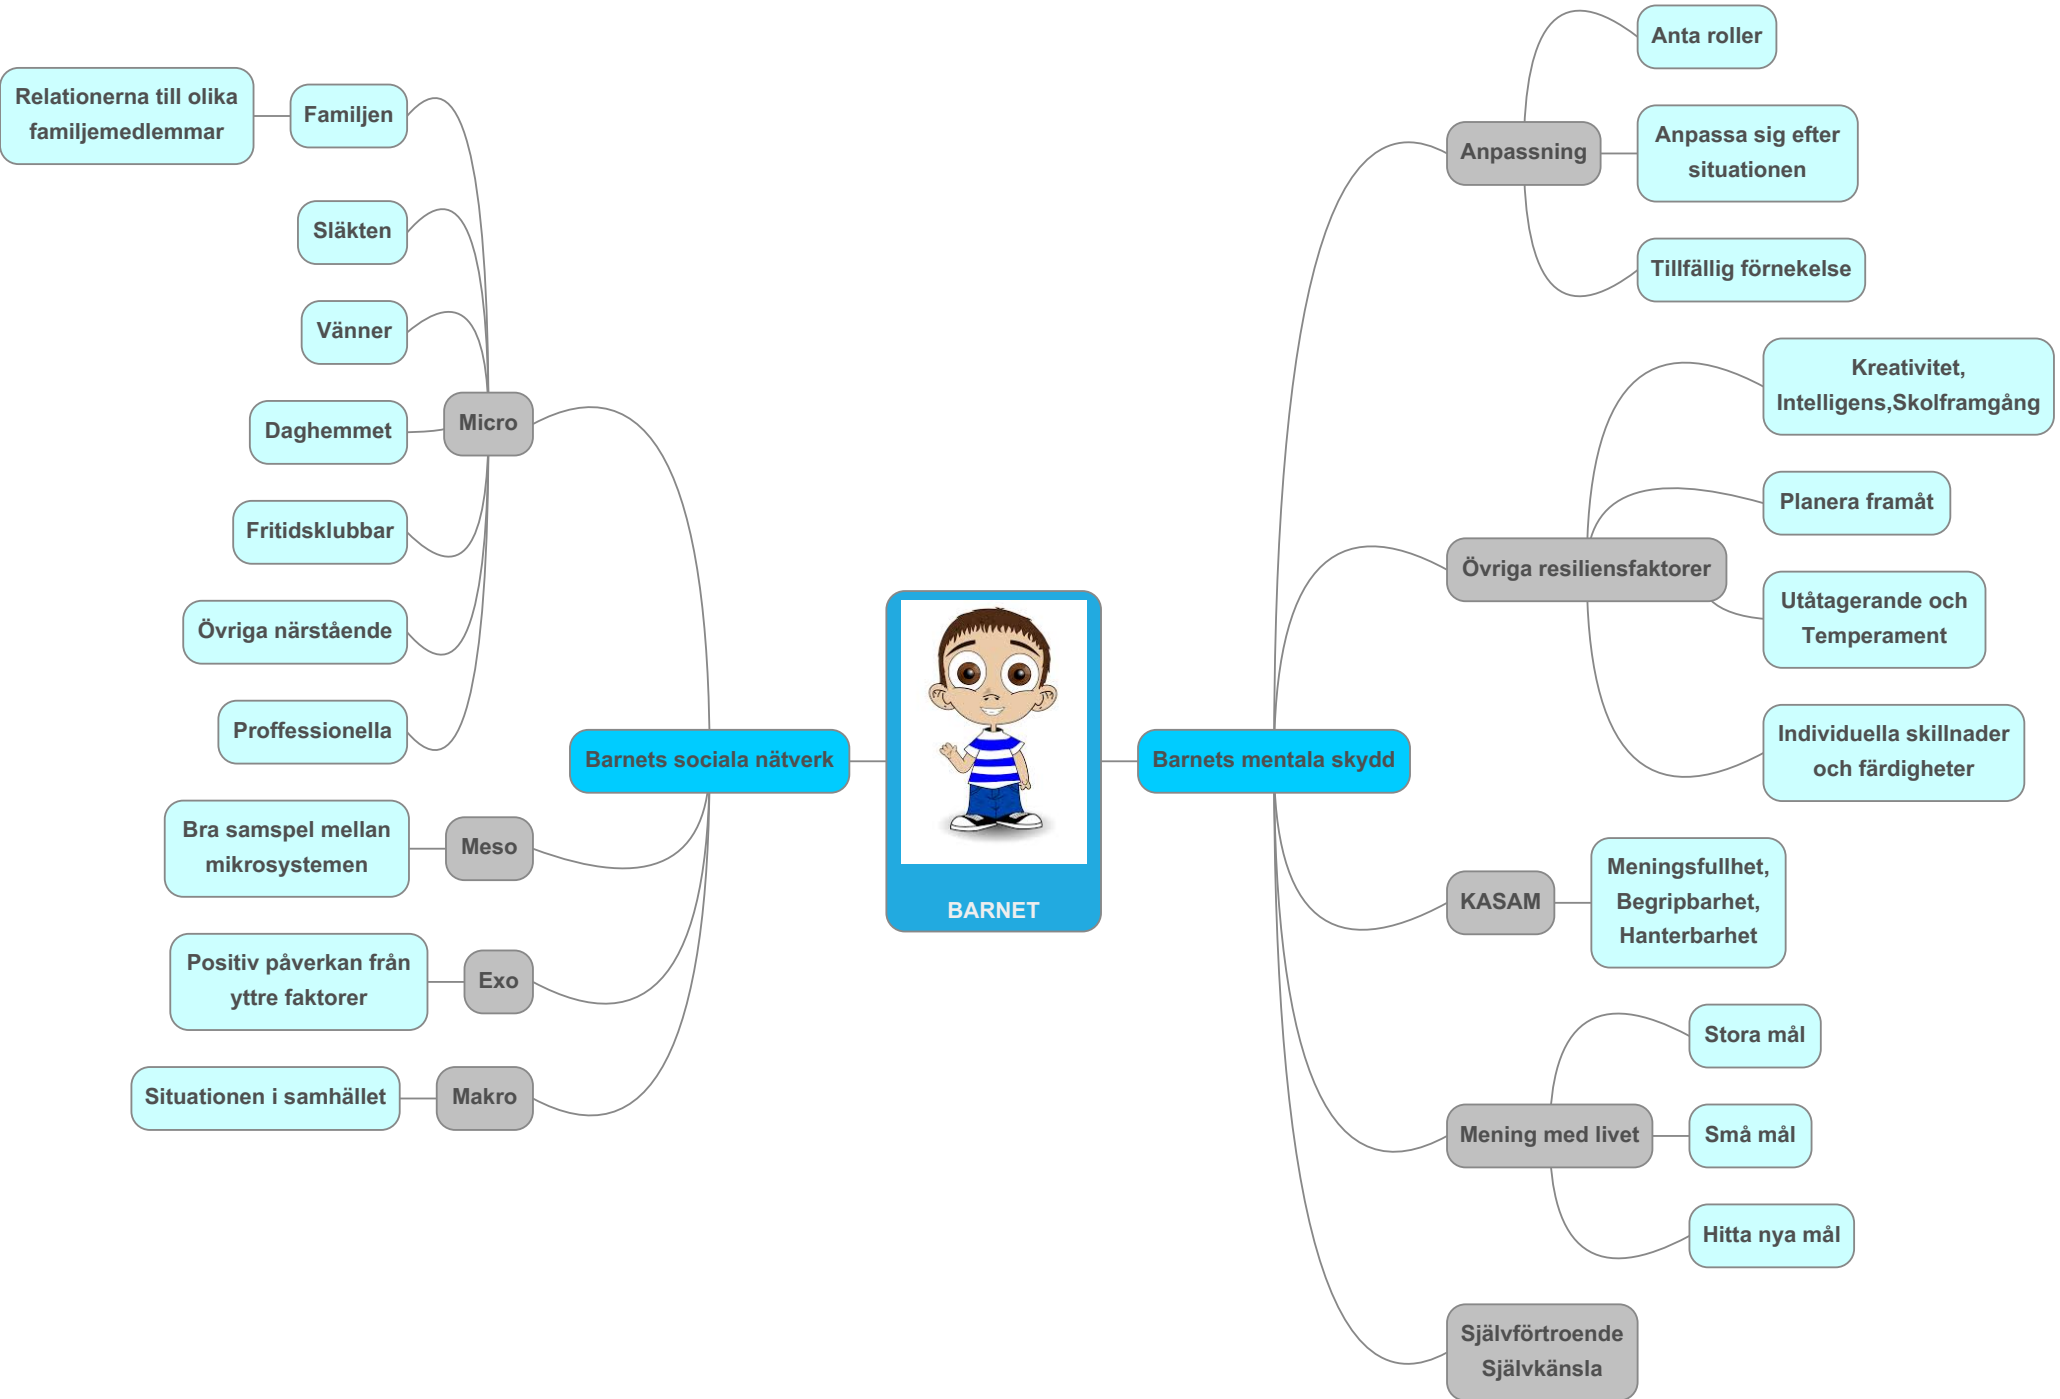 Relationerna till olika
familjemedlemmar
Familjen
Släkten
Vänner
Daghemmet
Fritidsklubbar
Övriga närstående
Proffessionella
Micro
Bra samspel mellan
mikrosystemen
Meso
Positiv påverkan från
yttre faktorer
Exo
Situationen i samhället
Makro
Barnets sociala nätverk
BARNET
Barnets mentala skydd
Anpassning
Anta roller
Anpassa sig efter
situationen
Tillfällig förnekelse
Övriga resiliensfaktorer
Kreativitet,
Intelligens,Skolframgång
Planera framåt
Utåtagerande och
Temperament
Individuella skillnader
och färdigheter
KASAM
Meningsfullhet,
Begripbarhet,
Hanterbarhet
Mening med livet
Stora mål
Små mål
Hitta nya mål
Självförtroende
Självkänsla